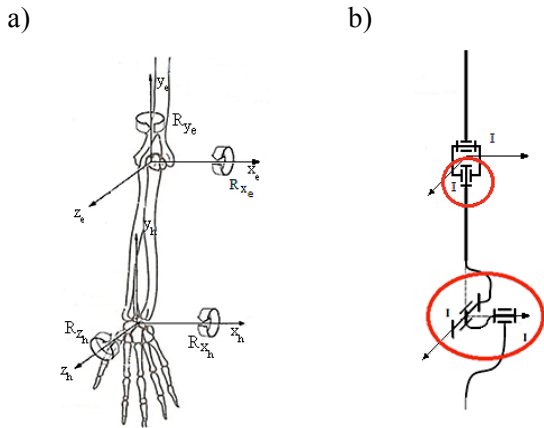 a)
b)
y_e
R_y_e
x_e
R_x_e
z_e
y_h
R_z_h
x_h
R_x_h
z_h
I
I
I
I